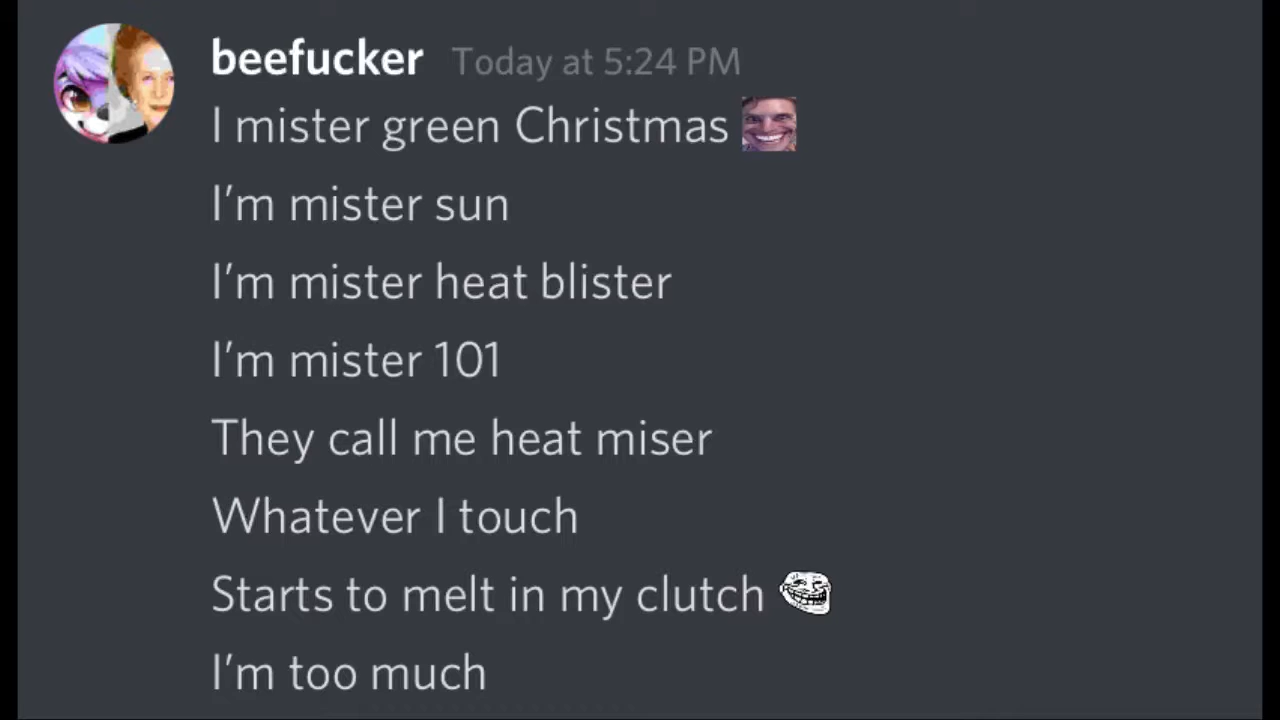 beefucker Today at 5:24 PM
I mister green Christmas
I'm mister sun
I'm mister heat blister
I'm mister 101
They call me heat miser
Whatever I touch
Starts to melt in my clutch
I'm too much